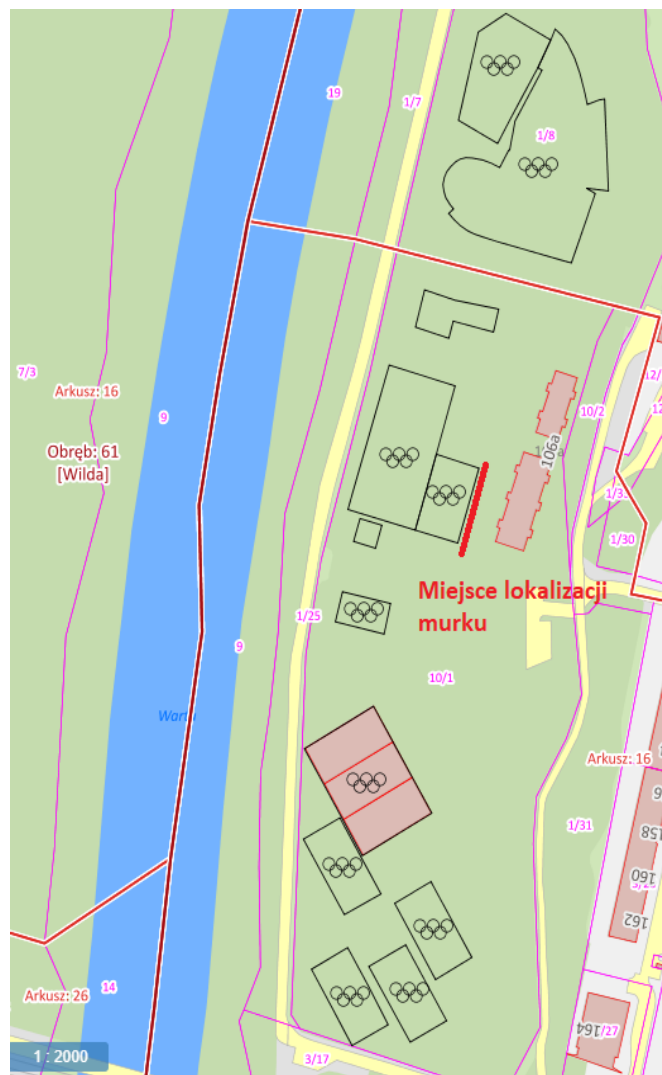 19
1/7
1/8
7/3
Arkusz: 16
9
Obręb: 61
[Wilda]
10/2
106a
1/30
Miejsce lokalizacji
murku
1/25
9
10/1
Warta
Arkusz: 16
1/31
158
160
162
Arkusz: 26
14
164
/27
1 : 2000
3/17